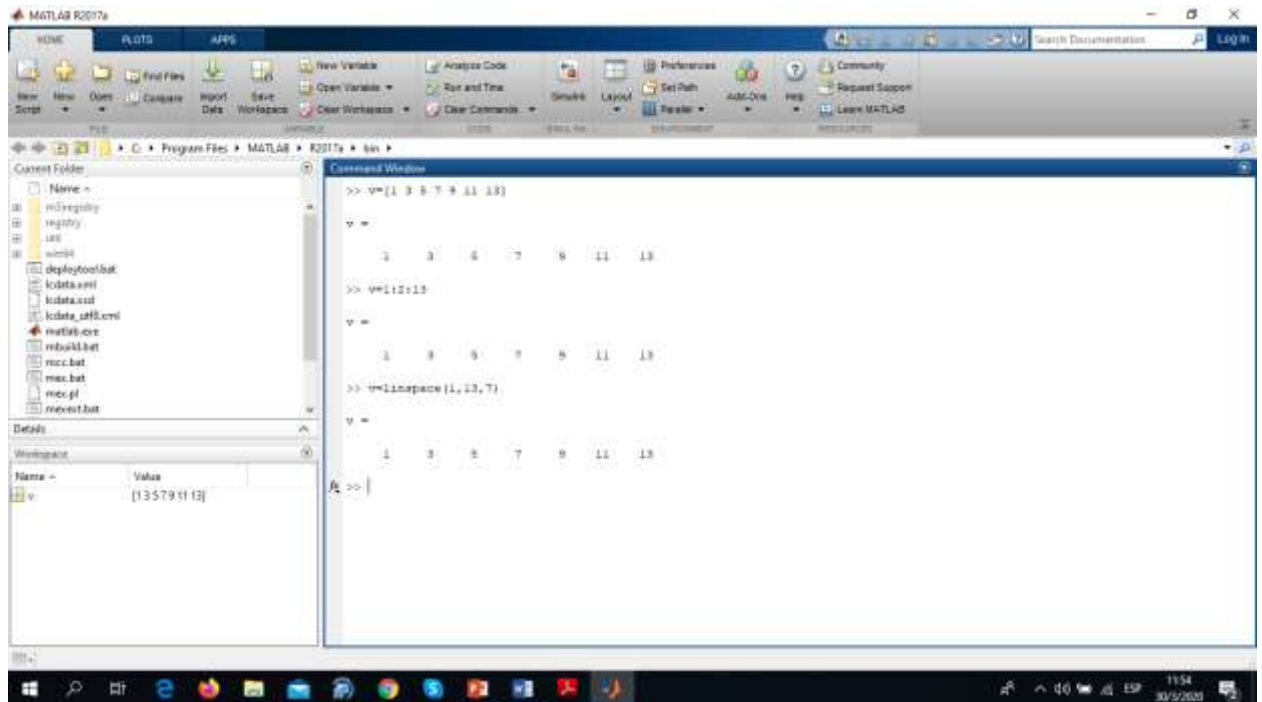 MATLAB R2017a
HOME PLOTS APPS
Search Documentation
Log In
New Script
New
Open
Find Files
Compare
Import Data
Save Workspace
New Variable
Open Variable
Clear Workspace
Analyze Code
Run and Time
Clear Commands
Simulink
Layout
Preferences
Set Path
Parallel
Add-Ons
Help
Community
Request Support
Learn MATLAB
FILE VARIABLE CODE SIMULINK ENVIRONMENT RESOURCES
C: Program Files MATLAB R2017a bin
Current Folder
Name
m3iregistry
registry
util
win64
deploytool.bat
lcdata.xml
lcdata.xsd
lcdata_utf8.xml
matlab.exe
mbuild.bat
mcc.bat
mex.bat
mex.pl
mexext.bat
Details
Workspace
Name Value
v [1 3 5 7 9 11 13]
Command Window
>> v=[1 3 5 7 9 11 13]
v =
1 3 5 7 9 11 13
>> v=1:2:13
v =
1 3 5 7 9 11 13
>> v=linspace(1,13,7)
v =
1 3 5 7 9 11 13
fx >>
ESP
11:54
30/3/2020